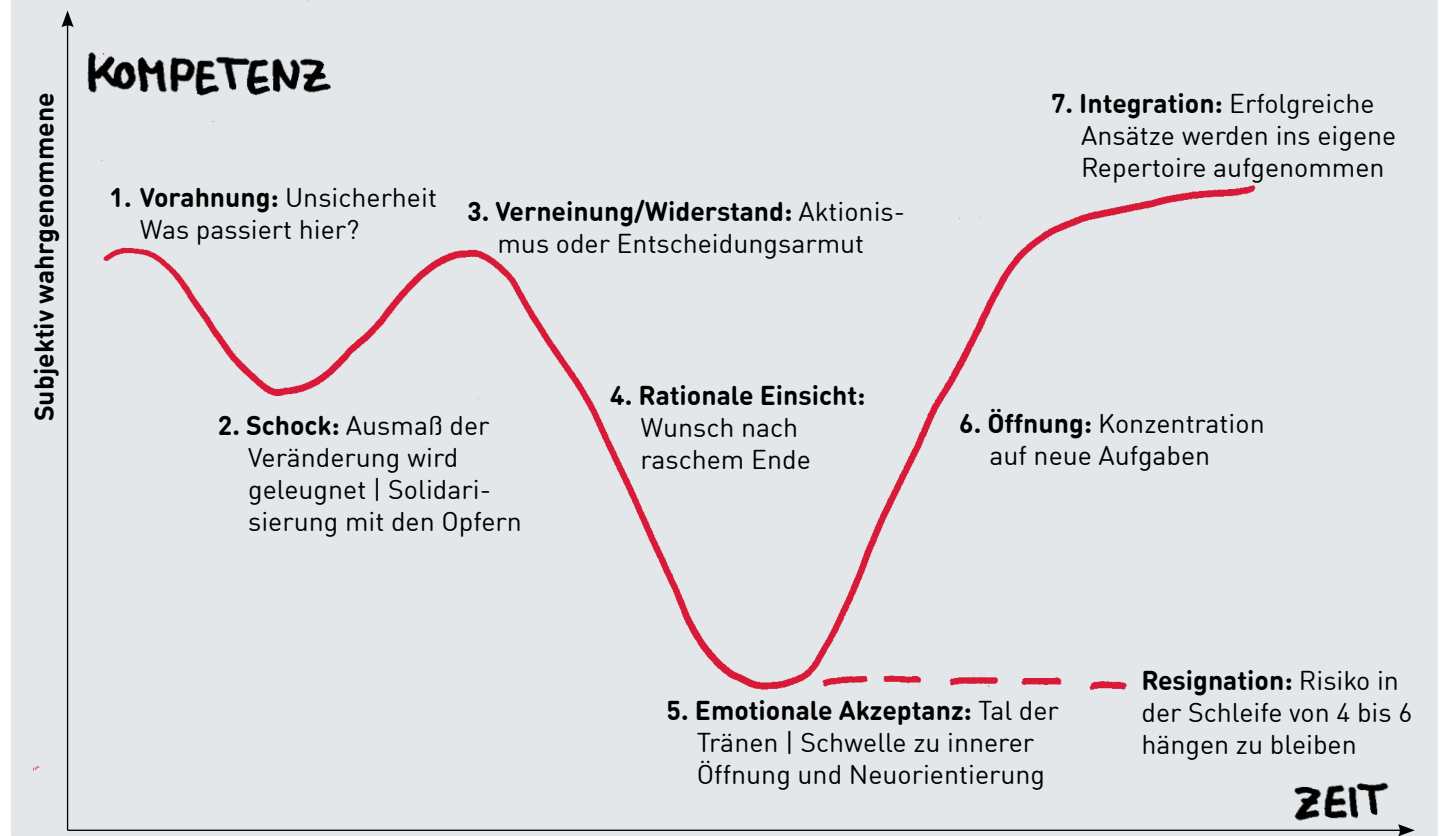 KOMPETENZ
Subjektiv wahrgenommene
1. Vorahnung: Unsicherheit
Was passiert hier?
2. Schock: Ausmaß der
Veränderung wird
geleugnet | Solidari-
sierung mit den Opfern
3. Verneinung/Widerstand: Aktionis-
mus oder Entscheidungsarmut
4. Rationale Einsicht:
Wunsch nach
raschem Ende
5. Emotionale Akzeptanz: Tal der
Tränen | Schwelle zu innerer
Öffnung und Neuorientierung
6. Öffnung: Konzentration
auf neue Aufgaben
7. Integration: Erfolgreiche
Ansätze werden ins eigene
Repertoire aufgenommen
Resignation: Risiko in
der Schleife von 4 bis 6
hängen zu bleiben
ZEIT